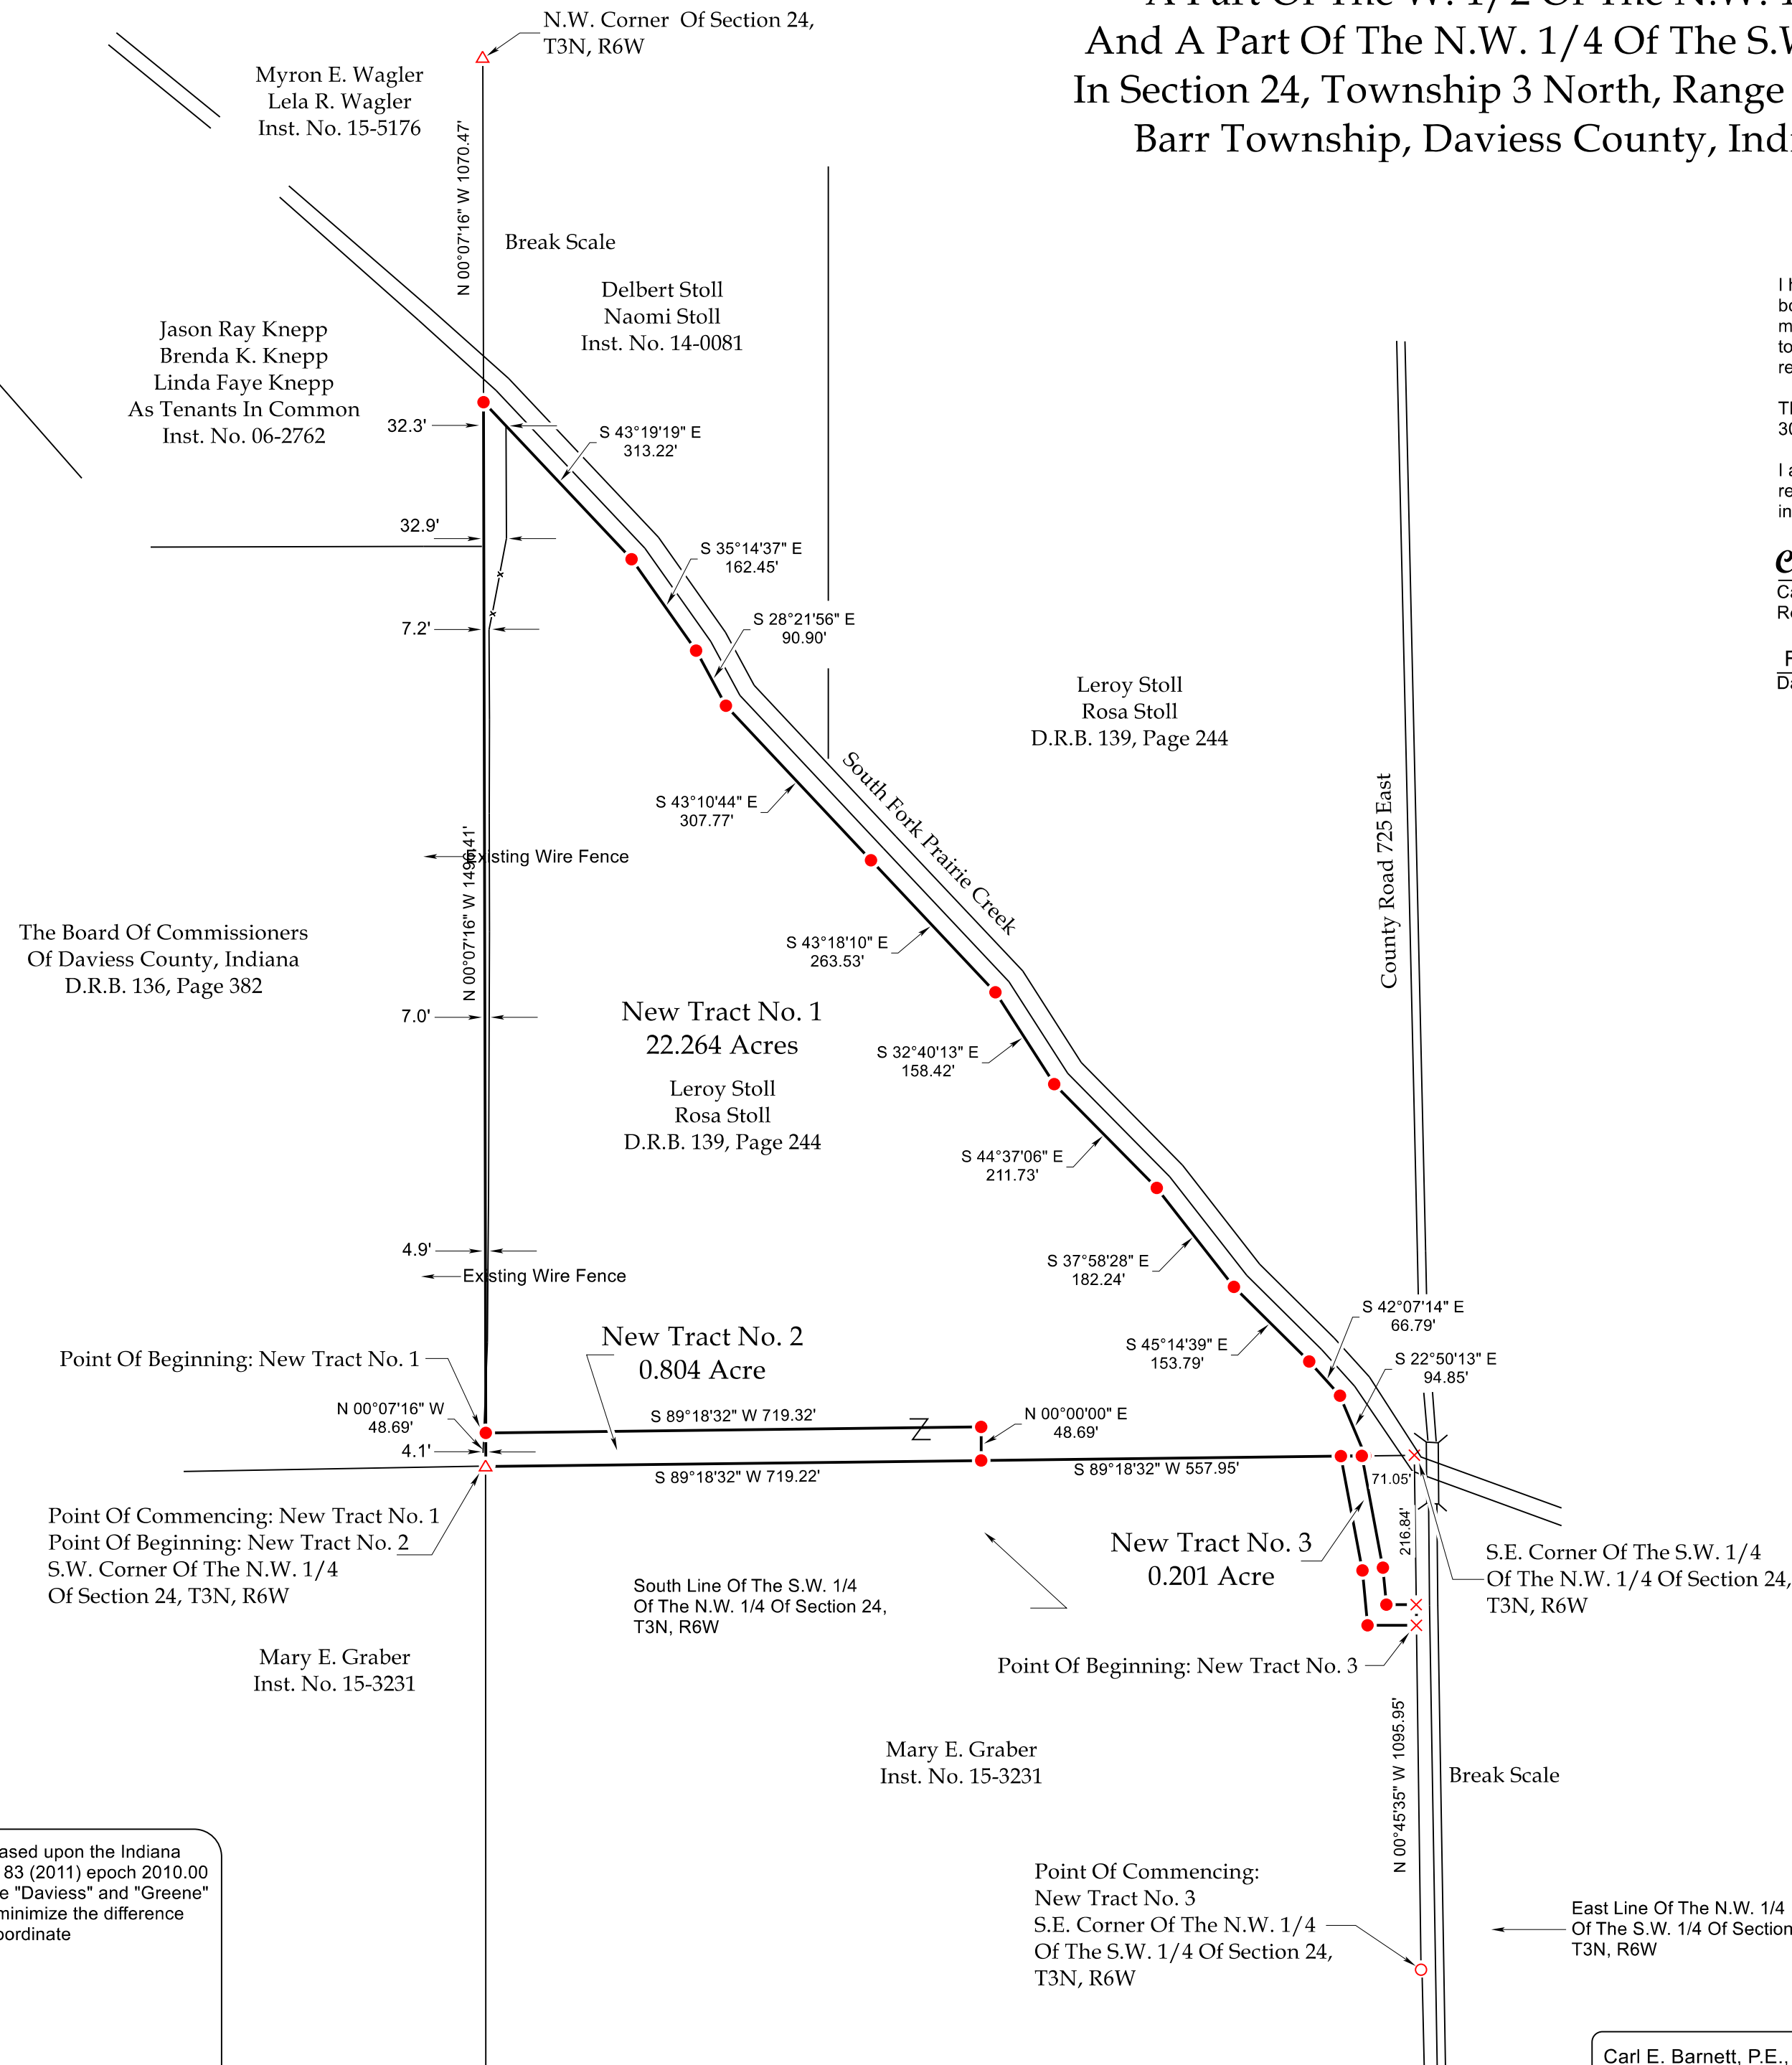 And A Part Of The N.W. 1/4 Of The S.W
In Section 24, Township 3 North, Range
Barr Township, Daviess County, Indi
N.W. Corner Of Section 24,
T3N, R6W
Myron E. Wagler
Lela R. Wagler
Inst. No. 15-5176
N 00°07'16" W 1070.47'
Break Scale
Delbert Stoll
Naomi Stoll
Inst. No. 14-0081
Jason Ray Knepp
Brenda K. Knepp
Linda Faye Knepp
As Tenants In Common
Inst. No. 06-2762
32.3'
S 43°19'19" E
313.22'
32.9'
S 35°14'37" E
162.45'
7.2'
S 28°21'56" E
90.90'
Leroy Stoll
Rosa Stoll
D.R.B. 139, Page 244
South Fork Prairie Creek
County Road 725 East
S 43°10'44" E
307.77'
Existing Wire Fence
The Board Of Commissioners
Of Daviess County, Indiana
D.R.B. 136, Page 382
S 43°18'10" E
263.53'
7.0'
New Tract No. 1
22.264 Acres
Leroy Stoll
Rosa Stoll
D.R.B. 139, Page 244
S 32°40'13" E
158.42'
S 44°37'06" E
211.73'
4.9'
Existing Wire Fence
S 37°58'28" E
182.24'
S 42°07'14" E
66.79'
S 45°14'39" E
153.79'
S 22°50'13" E
94.85'
New Tract No. 2
0.804 Acre
Point Of Beginning: New Tract No. 1
N 00°07'16" W
48.69'
4.1'
S 89°18'32" W 719.32'
Z
N 00°00'00" E
48.69'
S 89°18'32" W 719.22'
S 89°18'32" W 557.95'
71.05'
216.84'
Point Of Commencing: New Tract No. 1
Point Of Beginning: New Tract No. 2
S.W. Corner Of The N.W. 1/4
Of Section 24, T3N, R6W
New Tract No. 3
0.201 Acre
S.E. Corner Of The S.W. 1/4
Of The N.W. 1/4 Of Section 24,
T3N, R6W
South Line Of The S.W. 1/4
Of The N.W. 1/4 Of Section 24,
T3N, R6W
Point Of Beginning: New Tract No. 3
Mary E. Graber
Inst. No. 15-3231
Mary E. Graber
Inst. No. 15-3231
N 00°45'35" W 1095.95'
Break Scale
ased upon the Indiana
83 (2011) epoch 2010.00
e "Daviess" and "Greene"
minimize the difference
oordinate
Point Of Commencing:
New Tract No. 3
S.E. Corner Of The N.W. 1/4
Of The S.W. 1/4 Of Section 24,
T3N, R6W
East Line Of The N.W. 1/4
Of The S.W. 1/4 Of Section
T3N, R6W
Carl E. Barnett, P.E.,